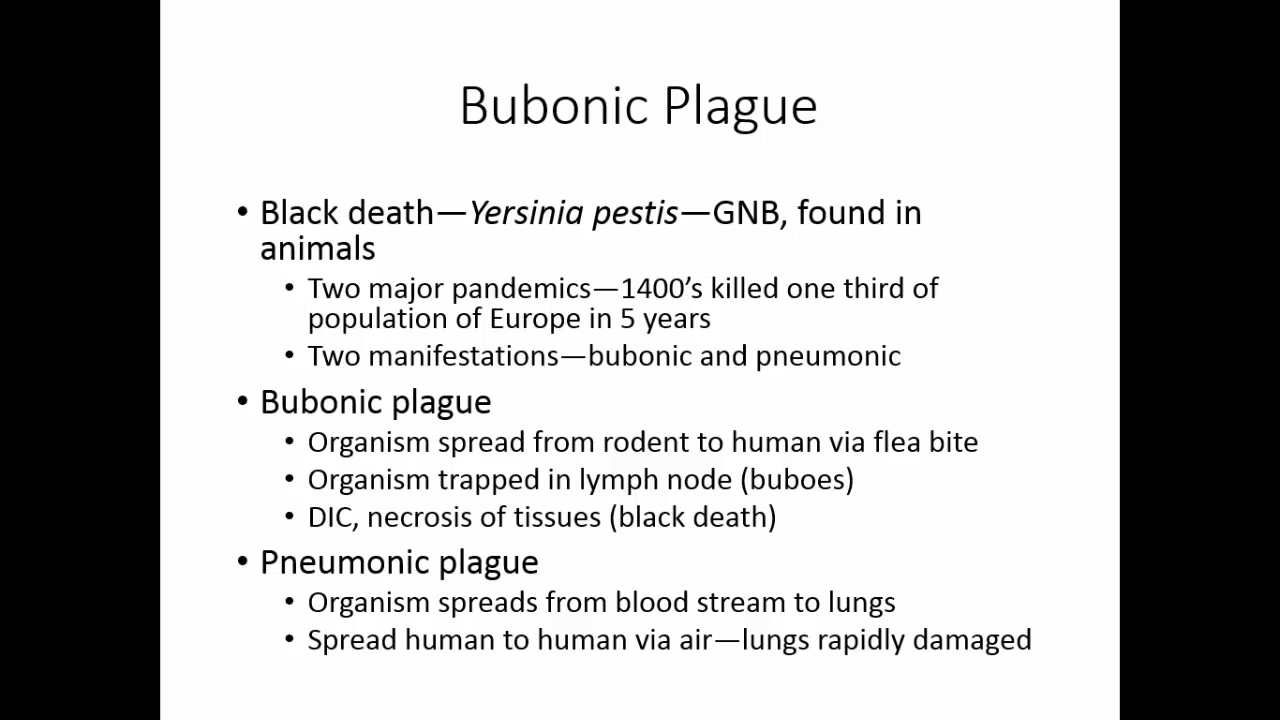 Bubonic Plague
• Black death—Yersinia pestis—GNB, found in
animals
• Two major pandemics—1400’s killed one third of
population of Europe in 5 years
• Two manifestations—bubonic and pneumonic
• Bubonic plague
• Organism spread from rodent to human via flea bite
• Organism trapped in lymph node (buboes)
• DIC, necrosis of tissues (black death)
• Pneumonic plague
• Organism spreads from blood stream to lungs
• Spread human to human via air—lungs rapidly damaged